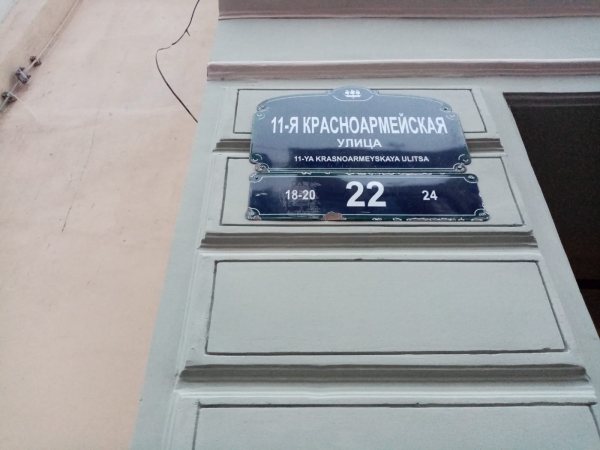 11-Я КРАСНОАРМЕЙСКАЯ
УЛИЦА
11-YA KRASNOARMEYSKAYA ULITSA
18-20 22 24